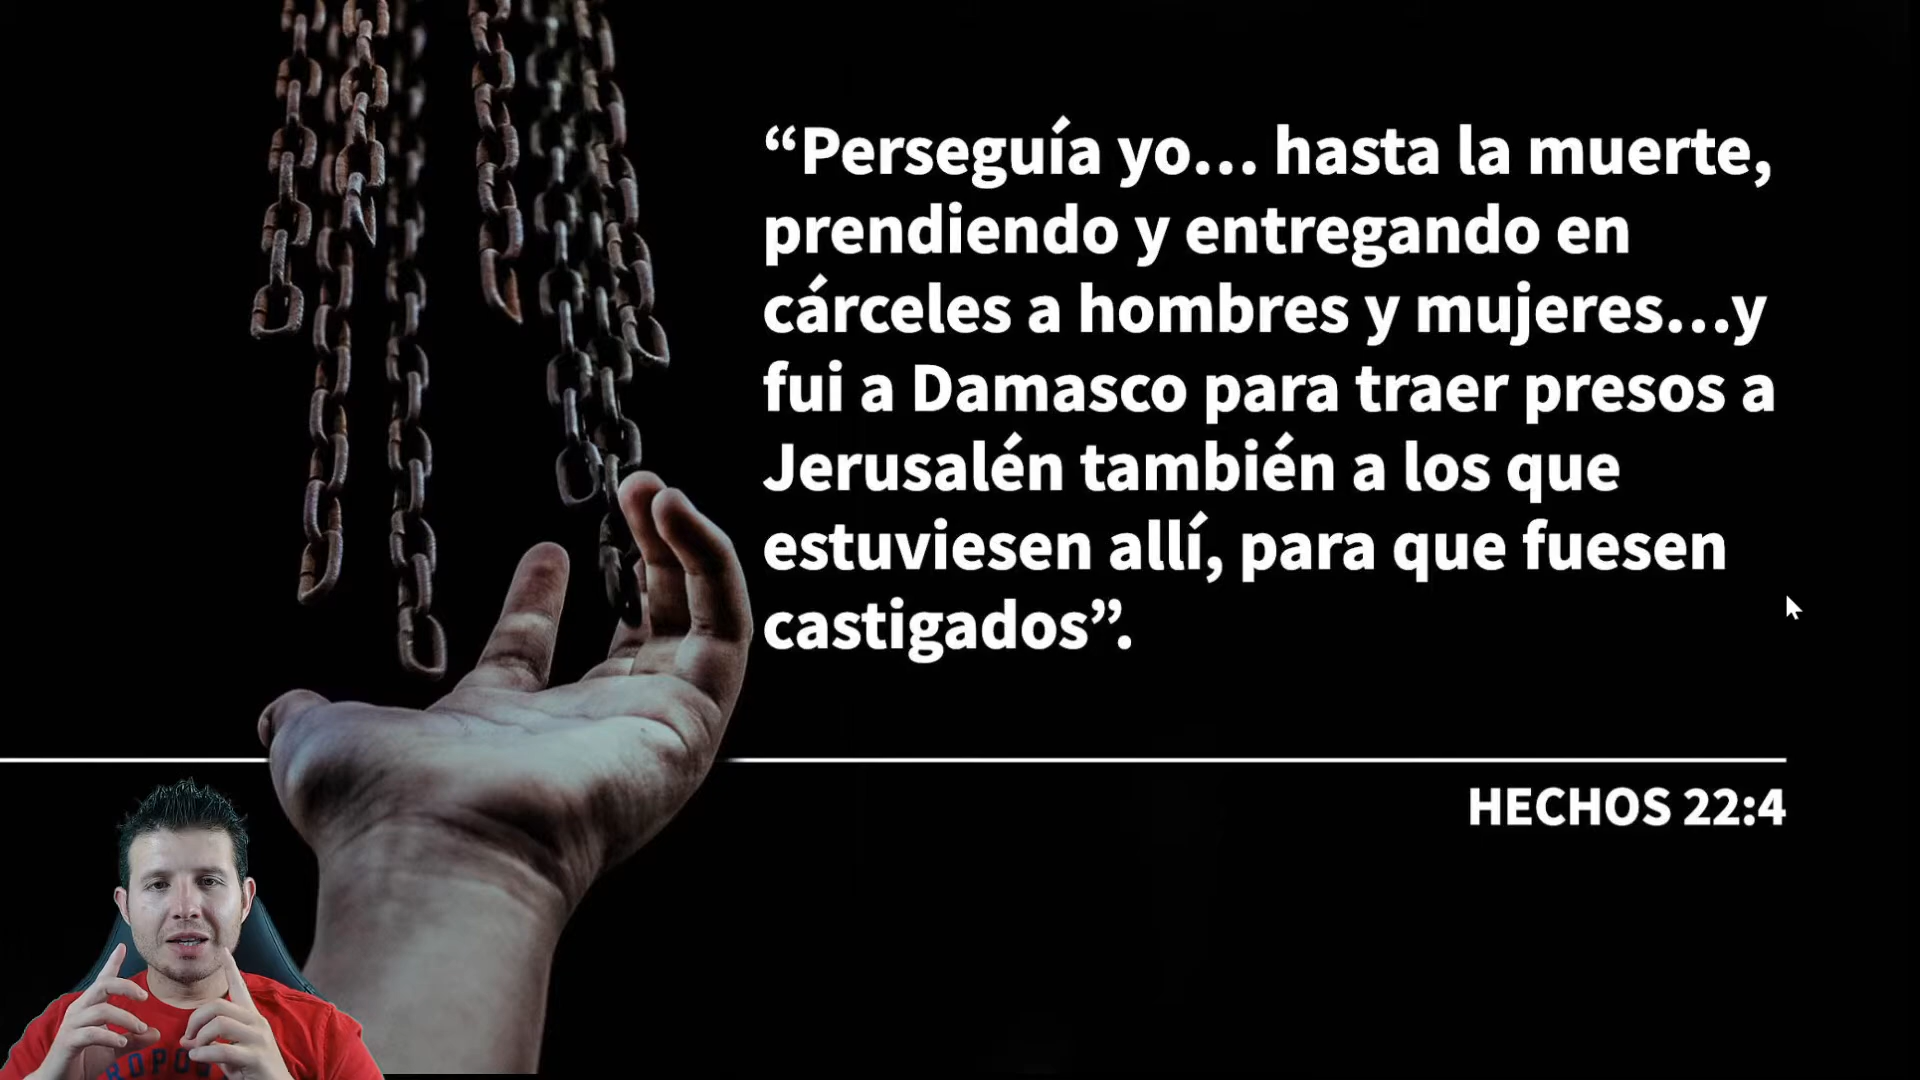 “Perseguía yo... hasta la muerte,
prendiendo y entregando en
cárceles a hombres y mujeres...y
fui a Damasco para traer presos a
Jerusalén también a los que
estuviesen allí, para que fuesen
castigados”.
HECHOS 22:4